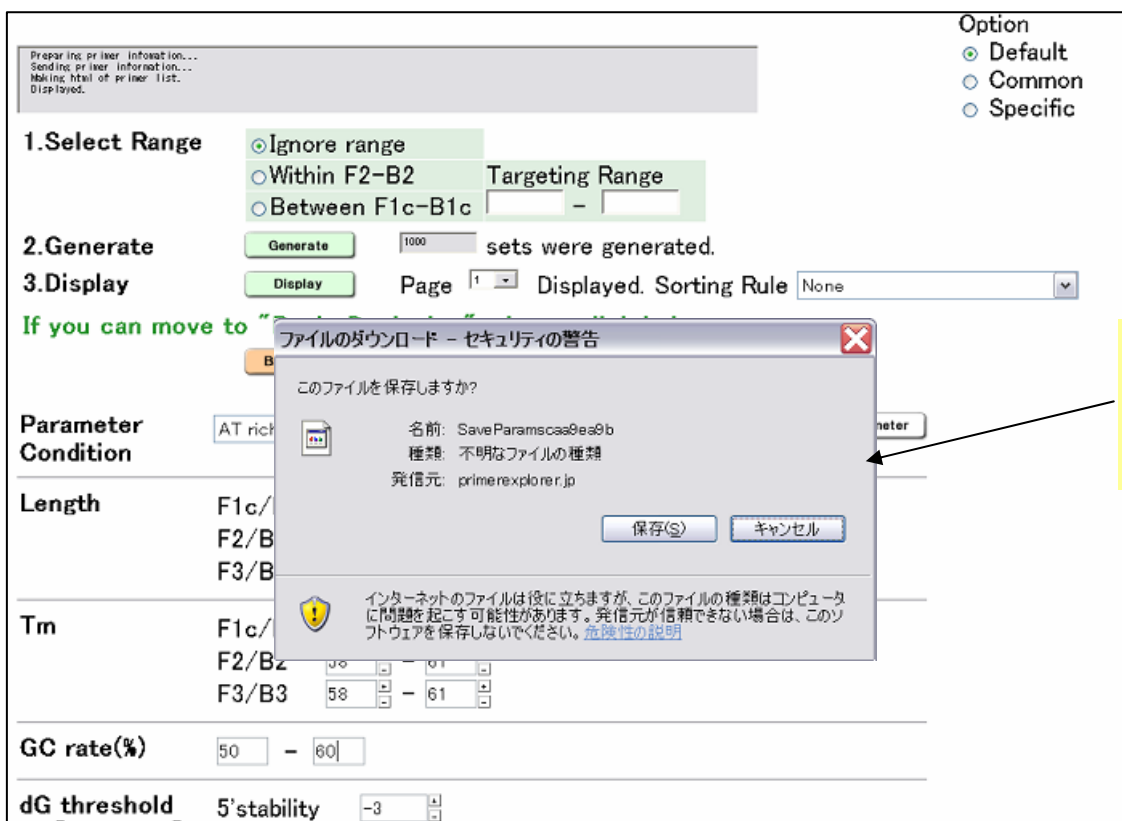 Option
Default
Common
Specific
Preparing primer infomation...
Sending primer information...
Making html of primer list.
Displayed.
1.Select Range
Ignore range
Within F2-B2 Targeting Range
Between F1c-B1c –
2.Generate Generate 1000 sets were generated.
3.Display Display Page 1 Displayed. Sorting Rule None
If you can move to "
B
ファイルのダウンロード - セキュリティの警告
このファイルを保存しますか?
名前: SaveParamscaa9ea9b
種類: 不明なファイルの種類
発信元: primerexplorer.jp
保存(S) キャンセル
インターネットのファイルは役に立ちますが、このファイルの種類はコンピュータ
に問題を起こす可能性があります。発信元が信頼できない場合は、このソ
フトウェアを保存しないでください。危険性の説明
Parameter
Condition
AT rich
meter
Length F1c/
F2/B
F3/B
Tm F1c/
F2/B2 58 – 61
F3/B3 58 – 61
GC rate(%) 50 – 60
dG threshold 5'stability -3